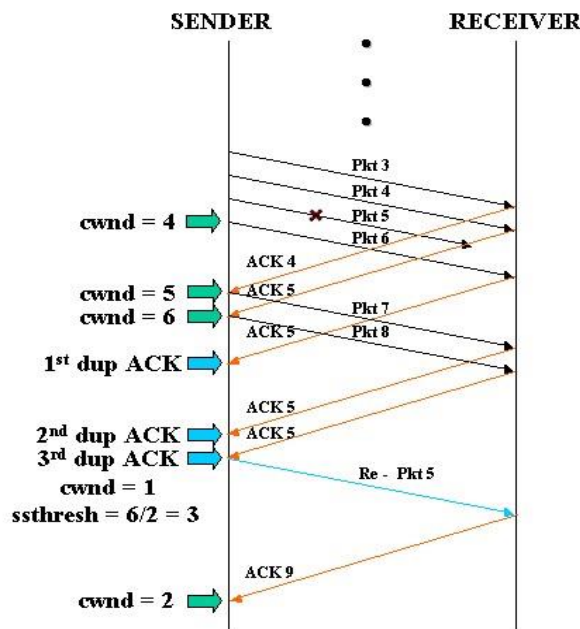 SENDER
RECEIVER
Pkt 3
Pkt 4
Pkt 5
cwnd = 4
Pkt 6
ACK 4
cwnd = 5
ACK 5
Pkt 7
cwnd = 6
ACK 5
Pkt 8
1st dup ACK
ACK 5
2nd dup ACK
ACK 5
3rd dup ACK
Re - Pkt 5
cwnd = 1
ssthresh = 6/2 = 3
ACK 9
cwnd = 2